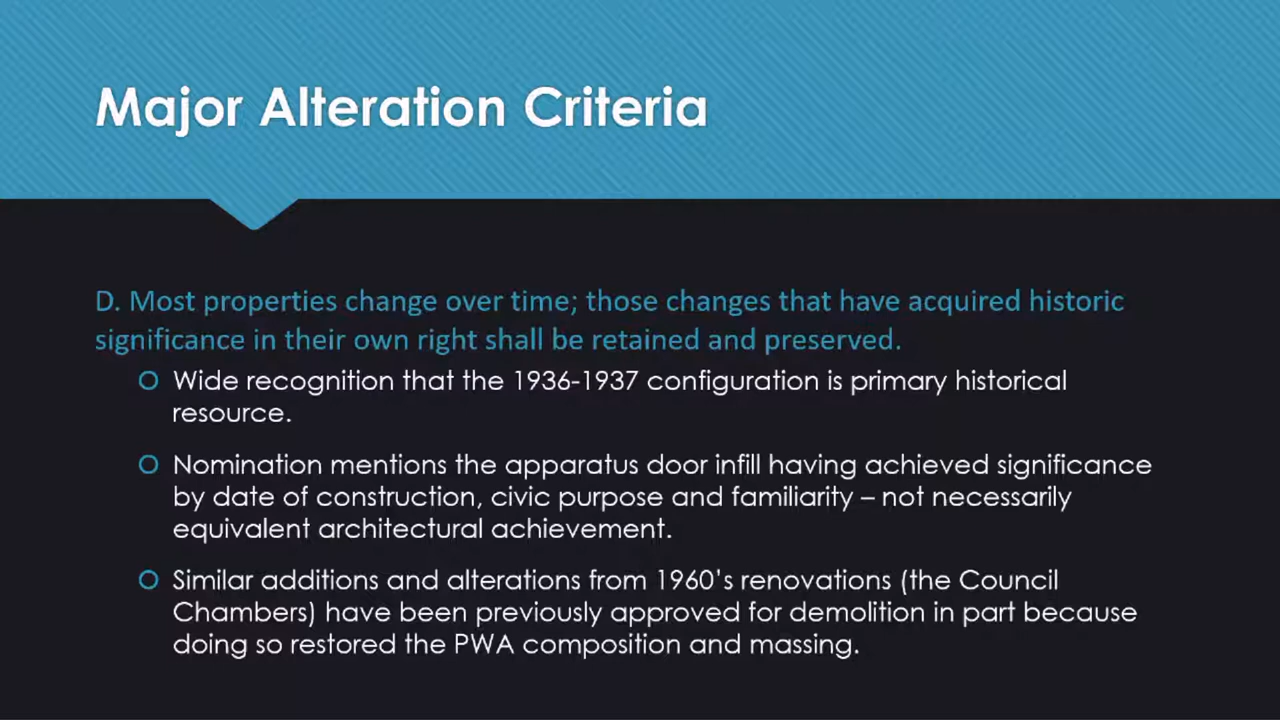 Major Alteration Criteria
D. Most properties change over time; those changes that have acquired historic
significance in their own right shall be retained and preserved.
Wide recognition that the 1936-1937 configuration is primary historical
resource.
Nomination mentions the apparatus door infill having achieved significance
by date of construction, civic purpose and familiarity – not necessarily
equivalent architectural achievement.
Similar additions and alterations from 1960's renovations (the Council
Chambers) have been previously approved for demolition in part because
doing so restored the PWA composition and massing.